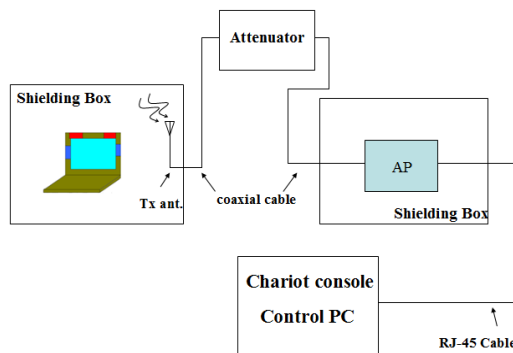 Attenuator
Shielding Box
Tx ant.
coaxial cable
AP
Shielding Box
Chariot console
Control PC
RJ-45 Cable